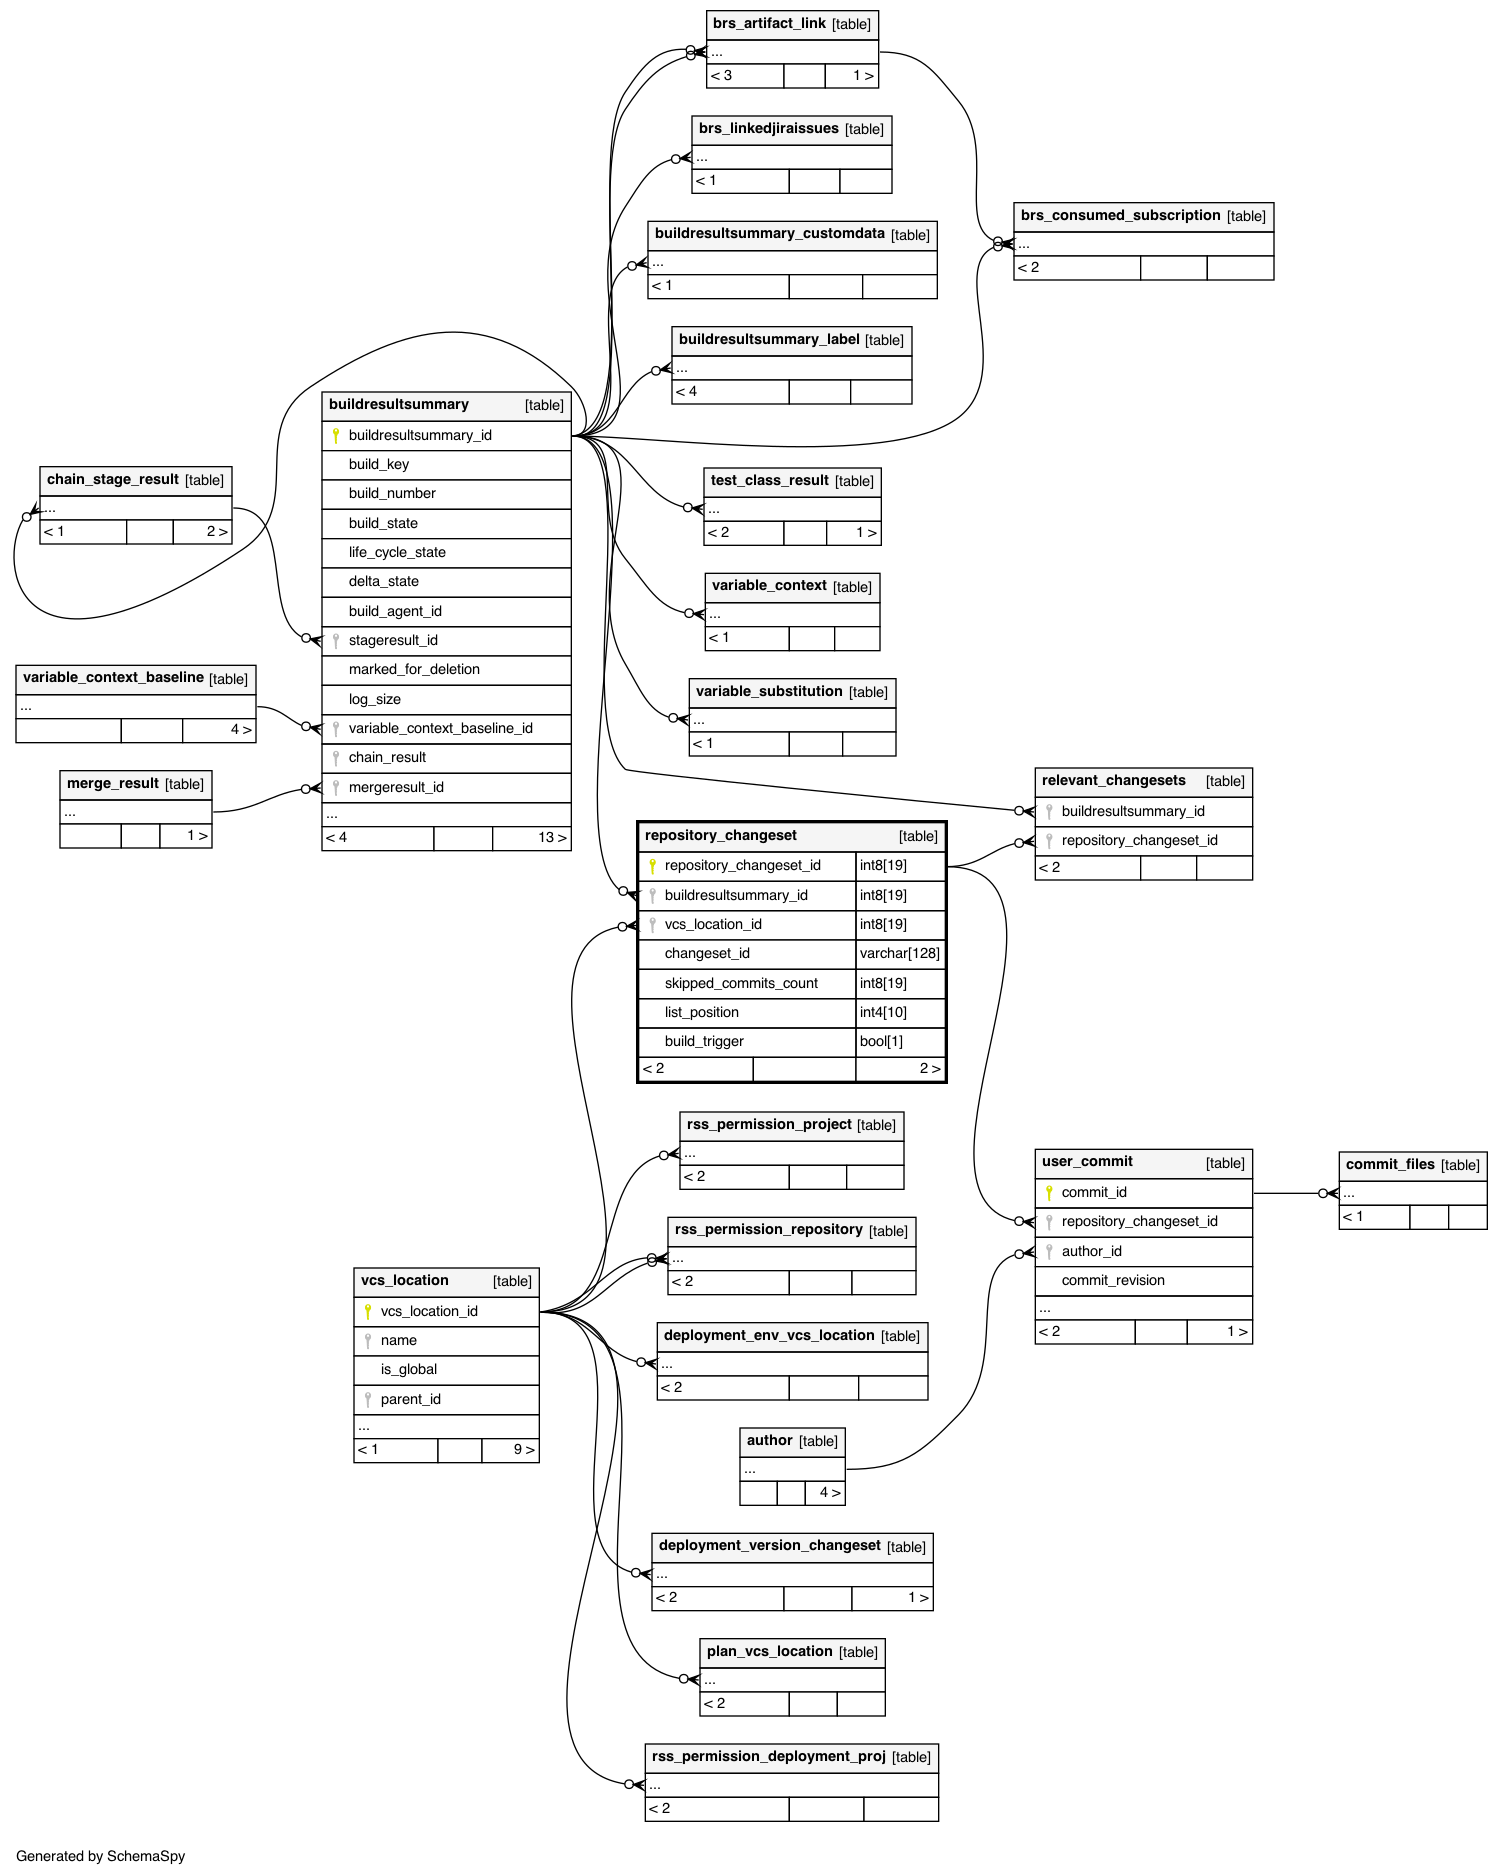 brs_artifact_link [table]
...
< 3 1 >
brs_linkedjiraissues [table]
...
< 1
brs_consumed_subscription [table]
...
< 2
buildresultsummary_customdata [table]
...
< 1
buildresultsummary_label [table]
...
< 4
buildresultsummary [table]
buildresultsummary_id
build_key
build_number
build_state
life_cycle_state
delta_state
build_agent_id
stageresult_id
marked_for_deletion
log_size
variable_context_baseline_id
chain_result
mergeresult_id
...
< 4 13 >
chain_stage_result [table]
...
< 1 2 >
variable_context_baseline [table]
...
4 >
merge_result [table]
...
1 >
test_class_result [table]
...
< 2 1 >
variable_context [table]
...
< 1
variable_substitution [table]
...
< 1
relevant_changesets [table]
buildresultsummary_id
repository_changeset_id
< 2
repository_changeset [table]
repository_changeset_id int8[19]
buildresultsummary_id int8[19]
vcs_location_id int8[19]
changeset_id varchar[128]
skipped_commits_count int8[19]
list_position int4[10]
build_trigger bool[1]
< 2 2 >
rss_permission_project [table]
...
< 2
user_commit [table]
commit_id
repository_changeset_id
author_id
commit_revision
...
< 2 1 >
commit_files [table]
...
< 1
rss_permission_repository [table]
...
< 2
vcs_location [table]
vcs_location_id
name
is_global
parent_id
...
< 1 9 >
deployment_env_vcs_location [table]
...
< 2
author [table]
...
4 >
deployment_version_changeset [table]
...
< 2 1 >
plan_vcs_location [table]
...
< 2
rss_permission_deployment_proj [table]
...
< 2
Generated by SchemaSpy